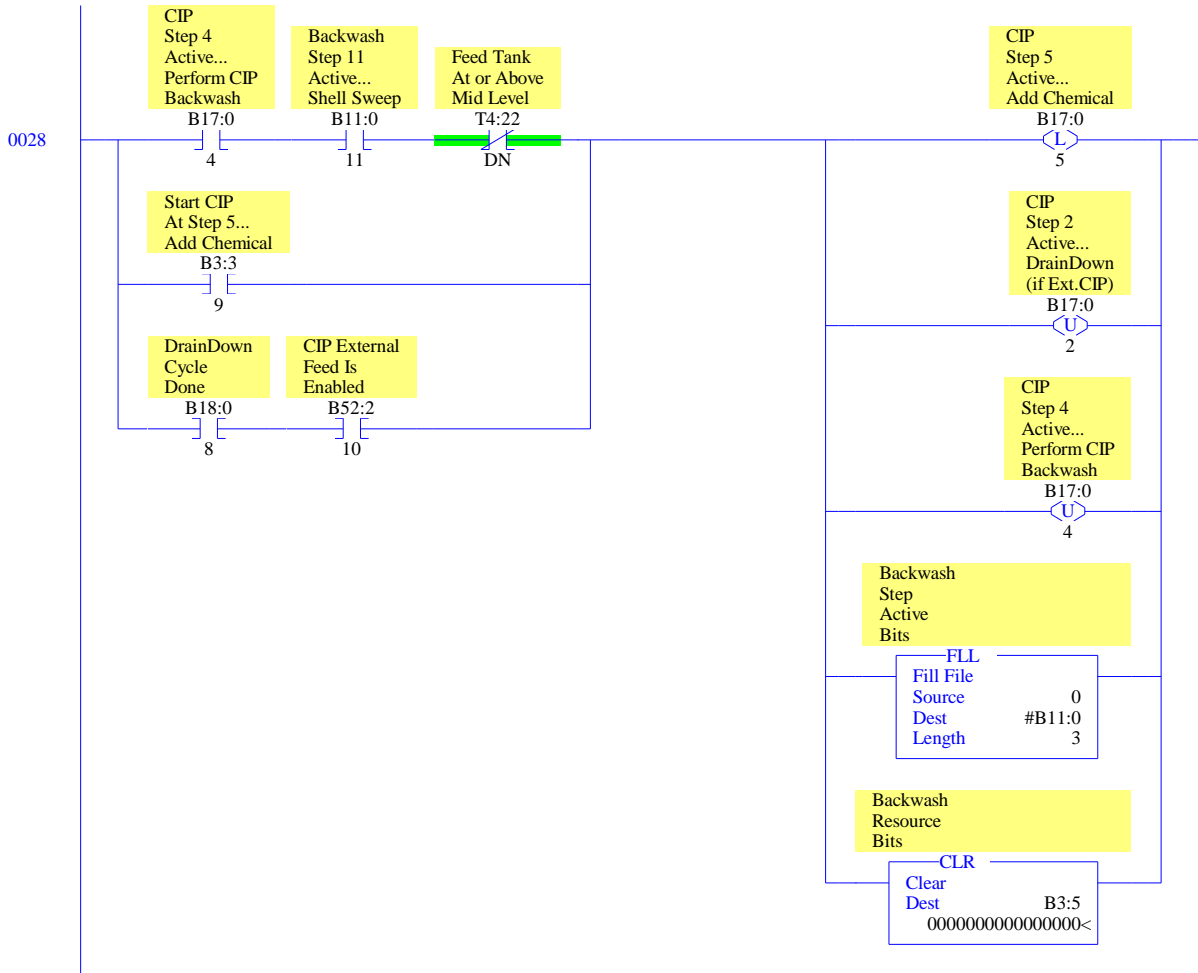 CIP
Step 4
Active...
Perform CIP
Backwash
B17:0
4
Backwash
Step 11
Active...
Shell Sweep
B11:0
11
Feed Tank
At or Above
Mid Level
T4:22
DN
CIP
Step 5
Active...
Add Chemical
B17:0
L
5
0028
Start CIP
At Step 5...
Add Chemical
B3:3
9
CIP
Step 2
Active...
DrainDown
(if Ext.CIP)
B17:0
U
2
DrainDown
Cycle
Done
B18:0
8
CIP External
Feed Is
Enabled
B52:2
10
CIP
Step 4
Active...
Perform CIP
Backwash
B17:0
U
4
Backwash
Step
Active
Bits
FLL
Fill File
Source 0
Dest #B11:0
Length 3
Backwash
Resource
Bits
CLR
Clear
Dest B3:5
0000000000000000<